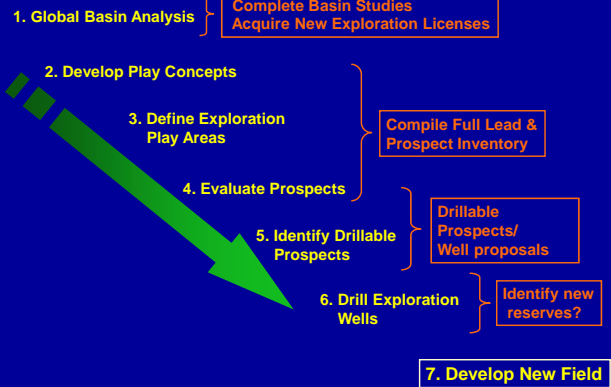 Complete Basin Studies
1. Global Basin Analysis
Acquire New Exploration Licenses
2. Develop Play Concepts
3. Define Exploration
Play Areas
Compile Full Lead &
Prospect Inventory
4. Evaluate Prospects
Drillable
Prospects/
Well proposals
5. Identify Drillable
Prospects
6. Drill Exploration
Wells
Identify new
reserves?
7. Develop New Field